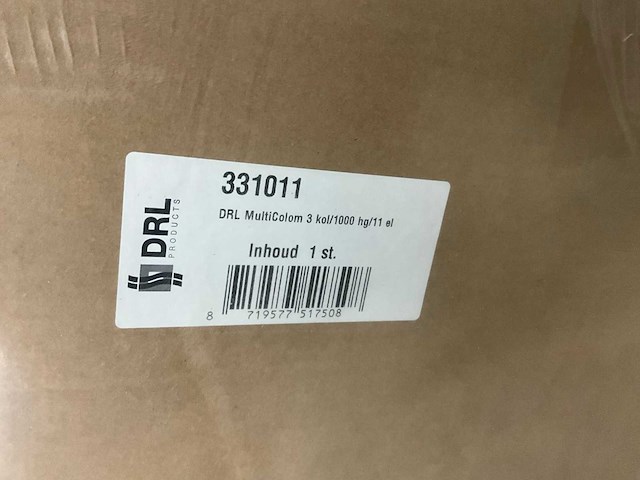 331011
DRL MultiColom 3 kol/1000 hg/11 el
Inhoud 1 st.
8 719577 517508
DRL
PRODUCTS